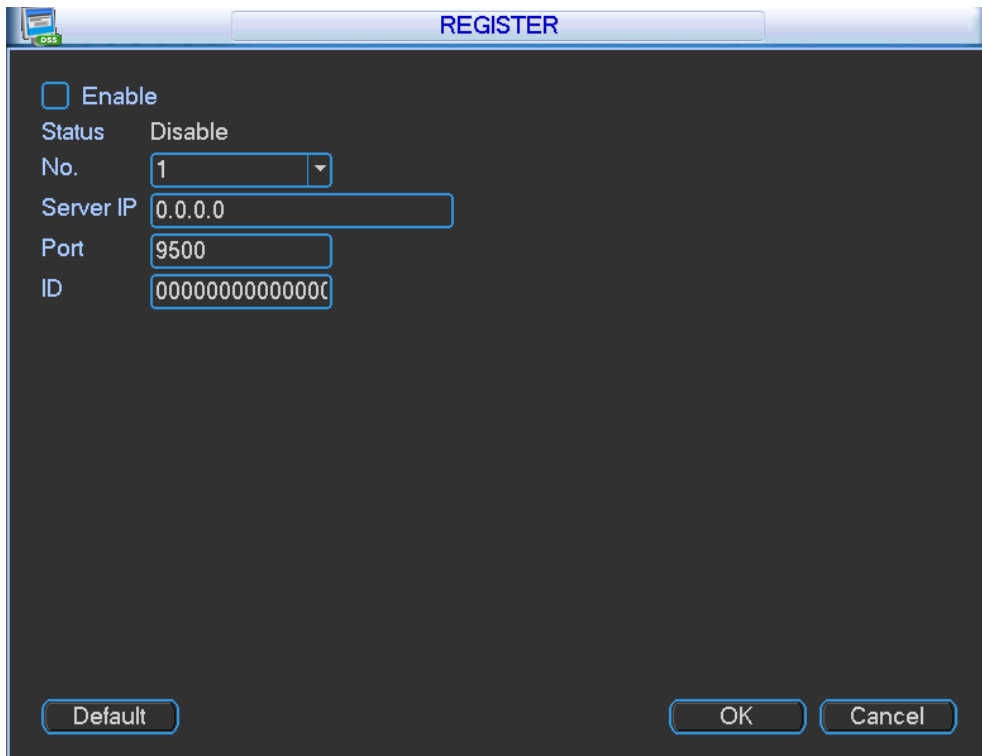 DSS
REGISTER
Enable
Status Disable
No. 1
Server IP 0.0.0.0
Port 9500
ID 00000000000000
Default OK Cancel